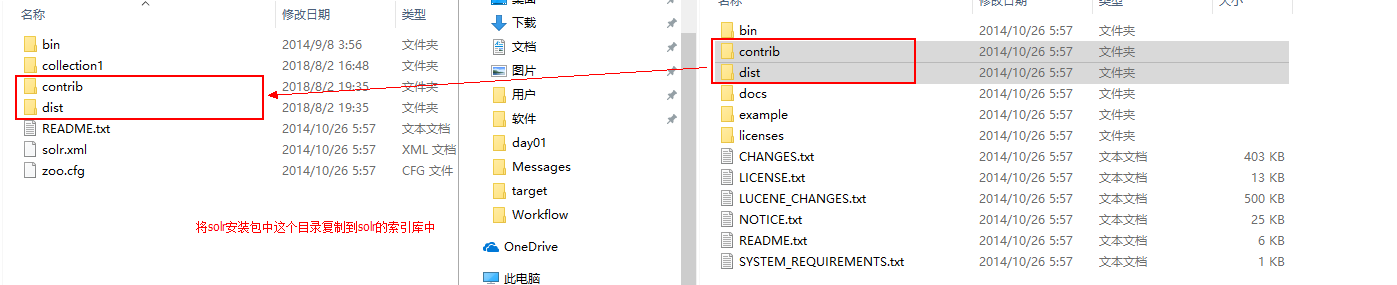 名称
修改日期
类型
bin
2014/9/8 3:56
文件夹
collection1
2018/8/2 16:48
文件夹
contrib
2018/8/2 19:35
文件夹
dist
2018/8/2 19:35
文件夹
README.txt
2014/10/26 5:57
文本文档
solr.xml
2014/10/26 5:57
XML 文档
zoo.cfg
2014/10/26 5:57
CFG 文件
将solr安装包中这个目录复制到solr的索引库中
桌面
下载
文档
图片
用户
软件
day01
Messages
target
Workflow
OneDrive
此电脑
名称
修改日期
类型
大小
bin
2014/10/26 5:57
文件夹
contrib
2014/10/26 5:57
文件夹
dist
2014/10/26 5:57
文件夹
docs
2014/10/26 5:57
文件夹
example
2014/10/26 5:57
文件夹
licenses
2014/10/26 5:57
文件夹
CHANGES.txt
2014/10/26 5:57
文本文档
403 KB
LICENSE.txt
2014/10/26 5:57
文本文档
13 KB
LUCENE_CHANGES.txt
2014/10/26 5:57
文本文档
500 KB
NOTICE.txt
2014/10/26 5:57
文本文档
25 KB
README.txt
2014/10/26 5:57
文本文档
6 KB
SYSTEM_REQUIREMENTS.txt
2014/10/26 5:57
文本文档
1 KB